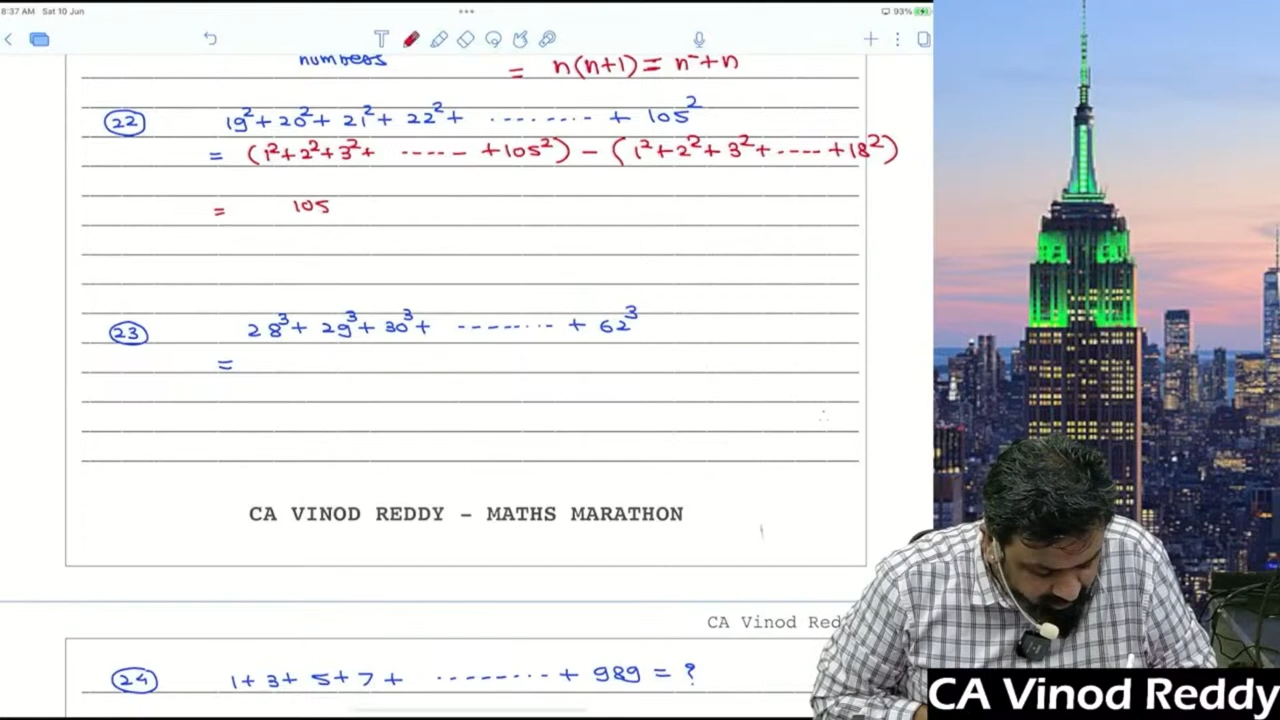 8:37 AM Sat 10 Jun
93%
numbers
= n(n+1) = n²+n
22 19²+20²+21²+22²+ ......... + 105²
= (1²+2²+3²+ ----- +105²) - (1²+2²+3²+----+18²)
= 105
23 28³+29³+30³+ ------- + 62³
=
CA VINOD REDDY - MATHS MARATHON
CA Vinod Red
24 1+3+5+7+ ......... + 989 = ?
CA Vinod Reddy